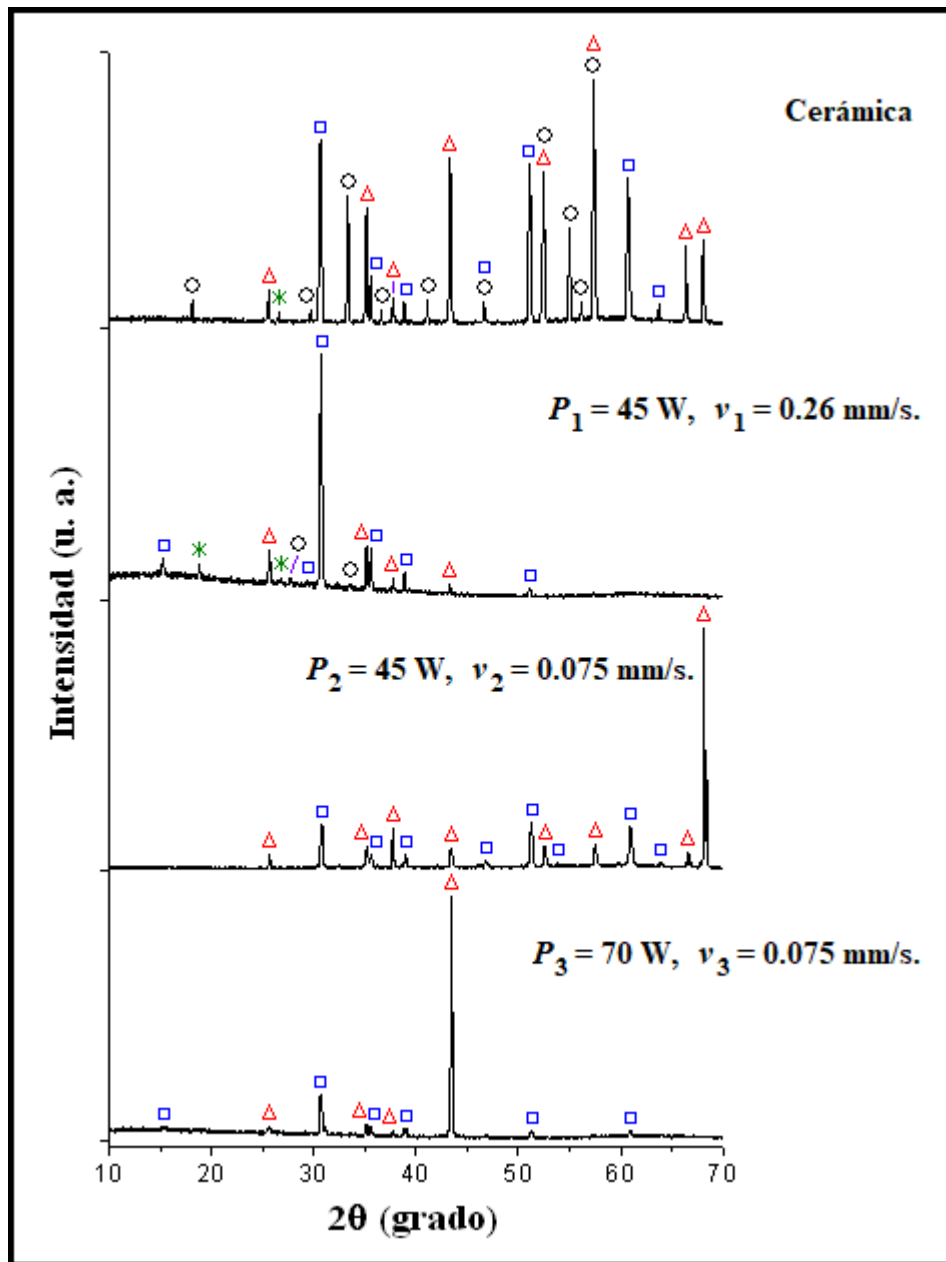 Cerámica
P1 = 45 W, v1 = 0.26 mm/s.
P2 = 45 W, v2 = 0.075 mm/s.
P3 = 70 W, v3 = 0.075 mm/s.
Intensidad (u. a.)
10 20 30 40 50 60 70
2θ (grado)